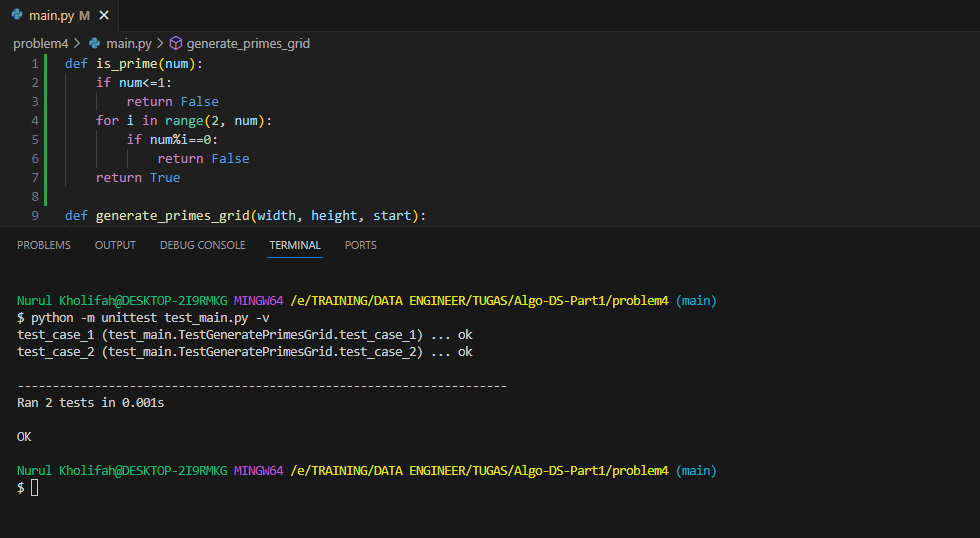 main.py M ×
problem4 > main.py > generate_primes_grid
1 def is_prime(num):
2     if num<=1:
3         return False
4     for i in range(2, num):
5         if num%i==0:
6             return False
7     return True
8
9 def generate_primes_grid(width, height, start):
PROBLEMS OUTPUT DEBUG CONSOLE TERMINAL PORTS
Nurul Kholifah@DESKTOP-2I9RMKG MINGW64 /e/TRAINING/DATA ENGINEER/TUGAS/Algo-DS-Part1/problem4 (main)
$ python -m unittest test_main.py -v
test_case_1 (test_main.TestGeneratePrimesGrid.test_case_1) ... ok
test_case_2 (test_main.TestGeneratePrimesGrid.test_case_2) ... ok
----------------------------------------------------------------------
Ran 2 tests in 0.001s
OK
Nurul Kholifah@DESKTOP-2I9RMKG MINGW64 /e/TRAINING/DATA ENGINEER/TUGAS/Algo-DS-Part1/problem4 (main)
$